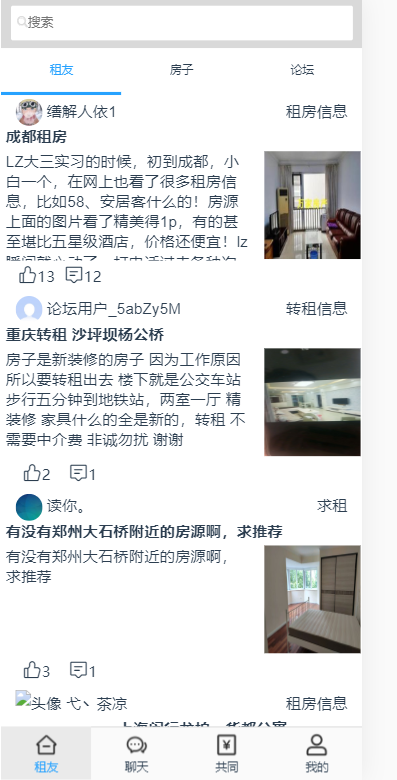 搜索
租友 房子 论坛
缮解人依1 租房信息
成都租房
LZ大三实习的时候，初到成都，小
白一个，在网上也看了很多租房信
息，比如58、安居客什么的！房源
上面的图片看了精美得1p，有的甚
至堪比五星级酒店，价格还便宜！lz
13 12
论坛用户_5abZy5M 转租信息
重庆转租 沙坪坝杨公桥
房子是新装修的房子 因为工作原因
所以要转租出去 楼下就是公交车站
步行五分钟到地铁站，两室一厅 精
装修 家具什么的全是新的，转租 不
需要中介费 非诚勿扰 谢谢
2 1
读你。 求租
有没有郑州大石桥附近的房源啊，求推荐
有没有郑州大石桥附近的房源啊，
求推荐
3 1
头像 弋丶茶凉 租房信息
租友 聊天 共同 我的